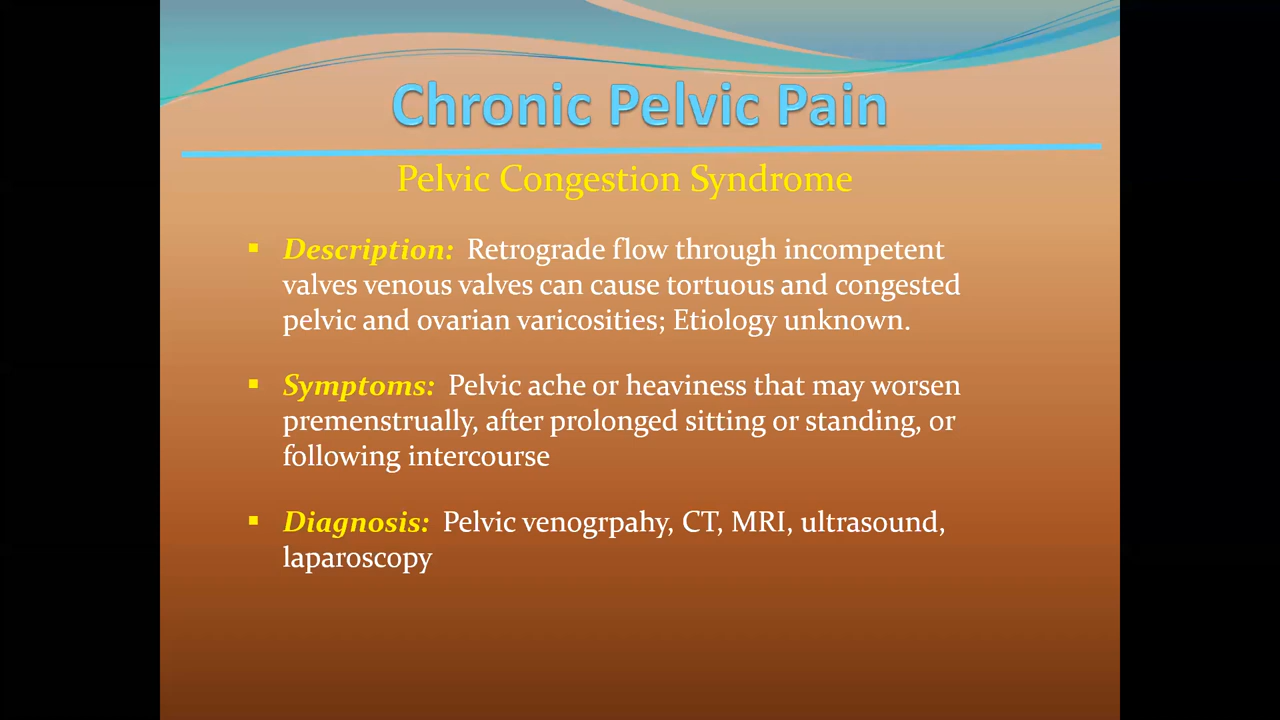 Chronic Pelvic Pain
Pelvic Congestion Syndrome
▪ Description: Retrograde flow through incompetent
valves venous valves can cause tortuous and congested
pelvic and ovarian varicosities; Etiology unknown.
▪ Symptoms: Pelvic ache or heaviness that may worsen
premenstrually, after prolonged sitting or standing, or
following intercourse
▪ Diagnosis: Pelvic venogrpahy, CT, MRI, ultrasound,
laparoscopy